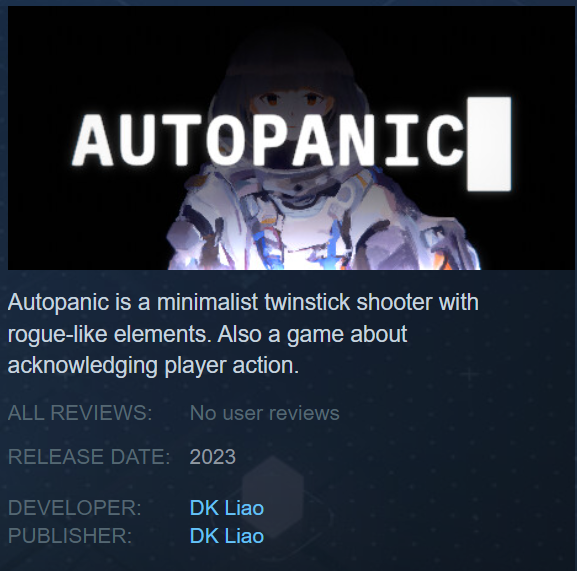 AUTOPANIC
Autopanic is a minimalist twinstick shooter with
rogue-like elements. Also a game about
acknowledging player action.
ALL REVIEWS: No user reviews
RELEASE DATE: 2023
DEVELOPER: DK Liao
PUBLISHER: DK Liao